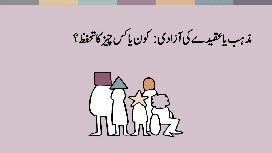 مذہب یا عقیدے کی آزادی: کون یا کس چیز کا تحفظ؟